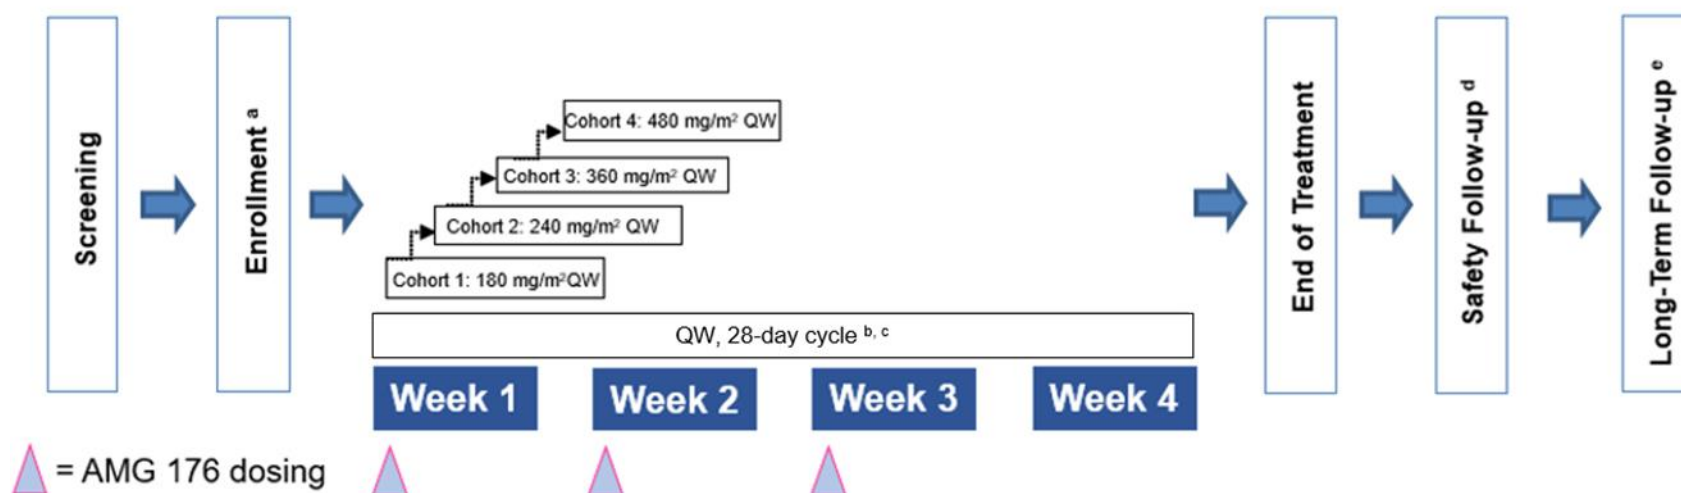 Screening
Enrollment ᵃ
Cohort 4: 480 mg/m² QW
Cohort 3: 360 mg/m² QW
Cohort 2: 240 mg/m² QW
Cohort 1: 180 mg/m²QW
QW, 28-day cycle ᵇ, ᶜ
Week 1
Week 2
Week 3
Week 4
End of Treatment
Safety Follow-up ᵈ
Long-Term Follow-up ᵉ
= AMG 176 dosing